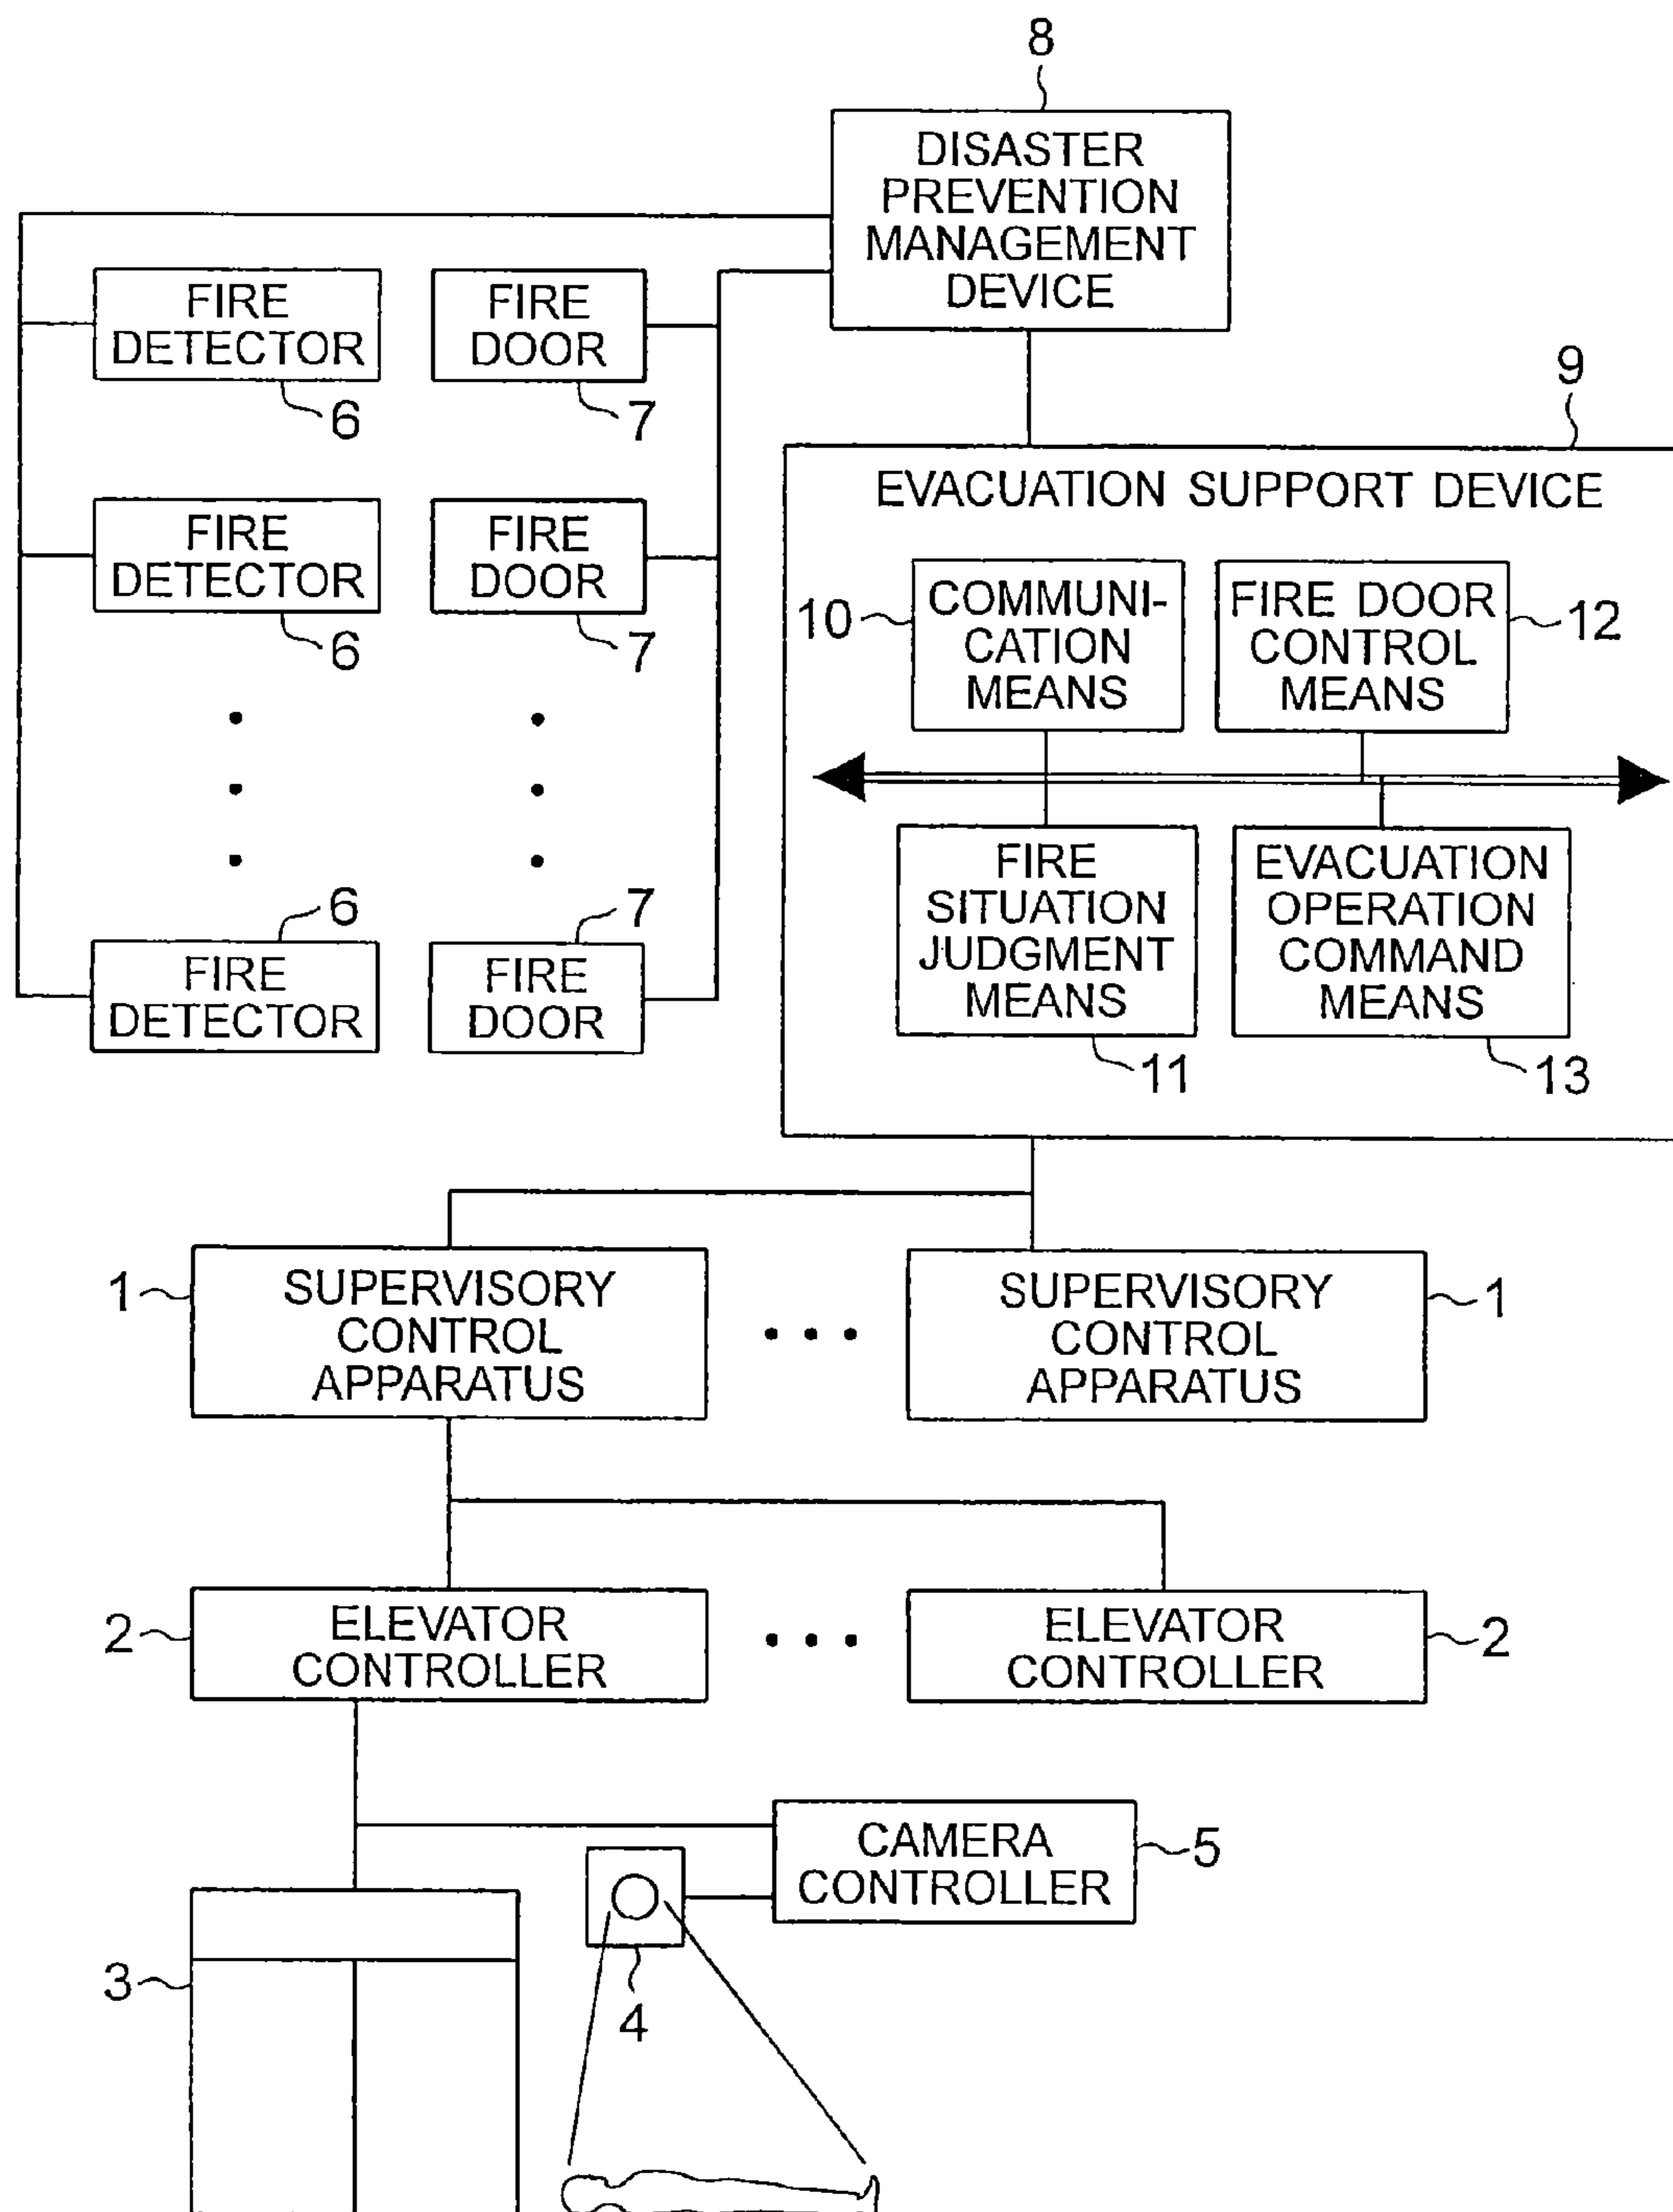 8
DISASTER
PREVENTION
MANAGEMENT
DEVICE
FIRE
DETECTOR
6
FIRE
DOOR
7
9
EVACUATION SUPPORT DEVICE
FIRE
DETECTOR
6
FIRE
DOOR
7
10
COMMUNI-
CATION
MEANS
FIRE DOOR
CONTROL
MEANS
12
6
FIRE
DETECTOR
7
FIRE
DOOR
FIRE
SITUATION
JUDGMENT
MEANS
11
EVACUATION
OPERATION
COMMAND
MEANS
13
1
SUPERVISORY
CONTROL
APPARATUS
SUPERVISORY
CONTROL
APPARATUS
1
2
ELEVATOR
CONTROLLER
ELEVATOR
CONTROLLER
2
CAMERA
CONTROLLER
5
3
4